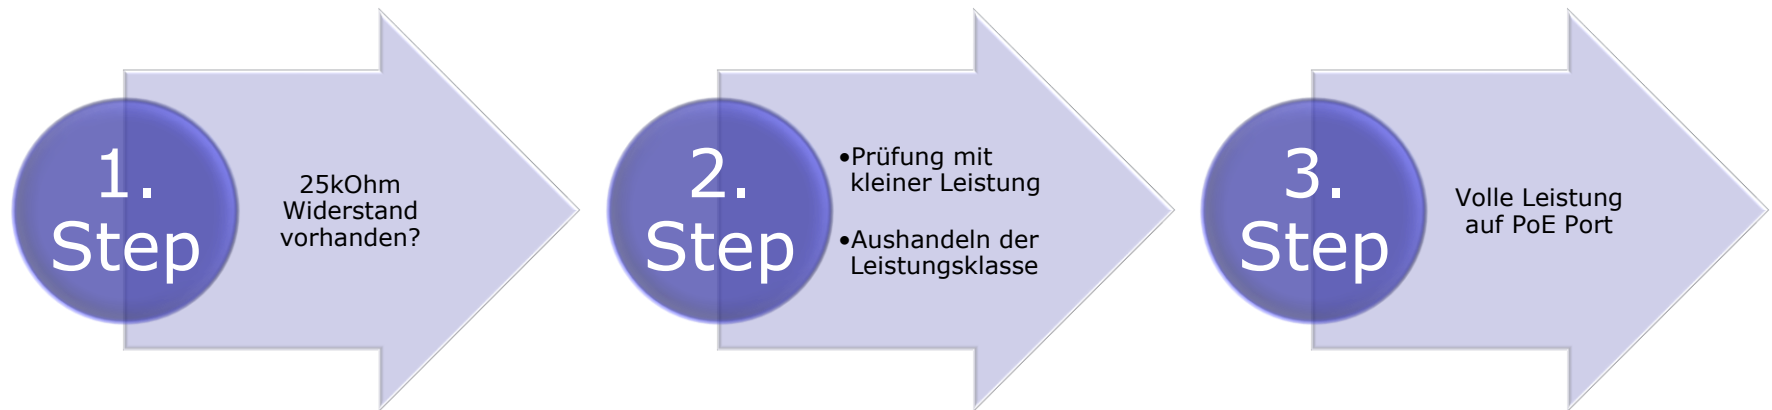 1.
Step
25kOhm
Widerstand
vorhanden?
2.
Step
•Prüfung mit
kleiner Leistung
•Aushandeln der
Leistungsklasse
3.
Step
Volle Leistung
auf PoE Port